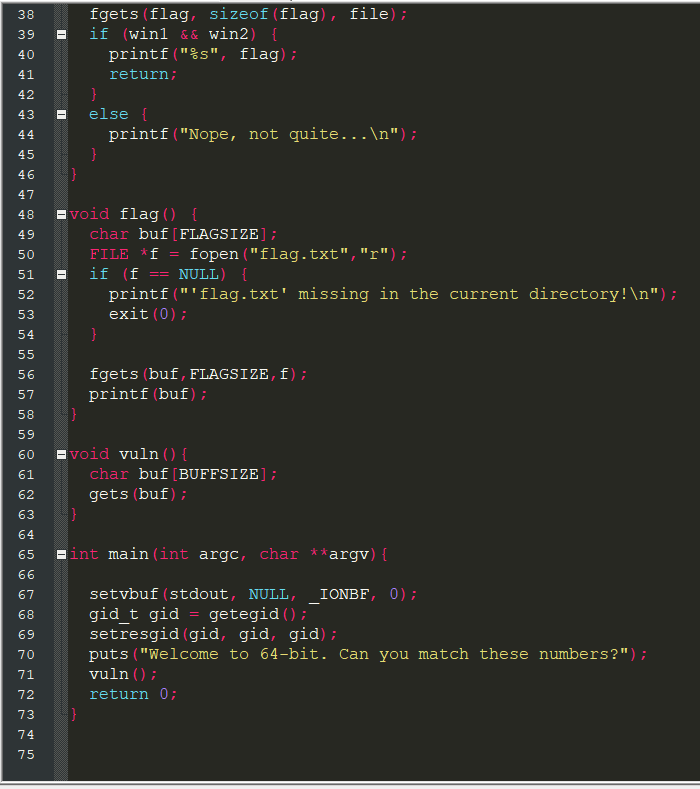 38 fgets(flag, sizeof(flag), file);
39 if (win1 && win2) {
40 printf("%s", flag);
41 return;
42 }
43 else {
44 printf("Nope, not quite...\n");
45 }
46 }
47
48 void flag() {
49 char buf[FLAGSIZE];
50 FILE *f = fopen("flag.txt","r");
51 if (f == NULL) {
52 printf("'flag.txt' missing in the current directory!\n");
53 exit(0);
54 }
55
56 fgets(buf,FLAGSIZE,f);
57 printf(buf);
58 }
59
60 void vuln(){
61 char buf[BUFFSIZE];
62 gets(buf);
63 }
64
65 int main(int argc, char **argv){
66
67 setvbuf(stdout, NULL, _IONBF, 0);
68 gid_t gid = getegid();
69 setresgid(gid, gid, gid);
70 puts("Welcome to 64-bit. Can you match these numbers?");
71 vuln();
72 return 0;
73 }
74
75